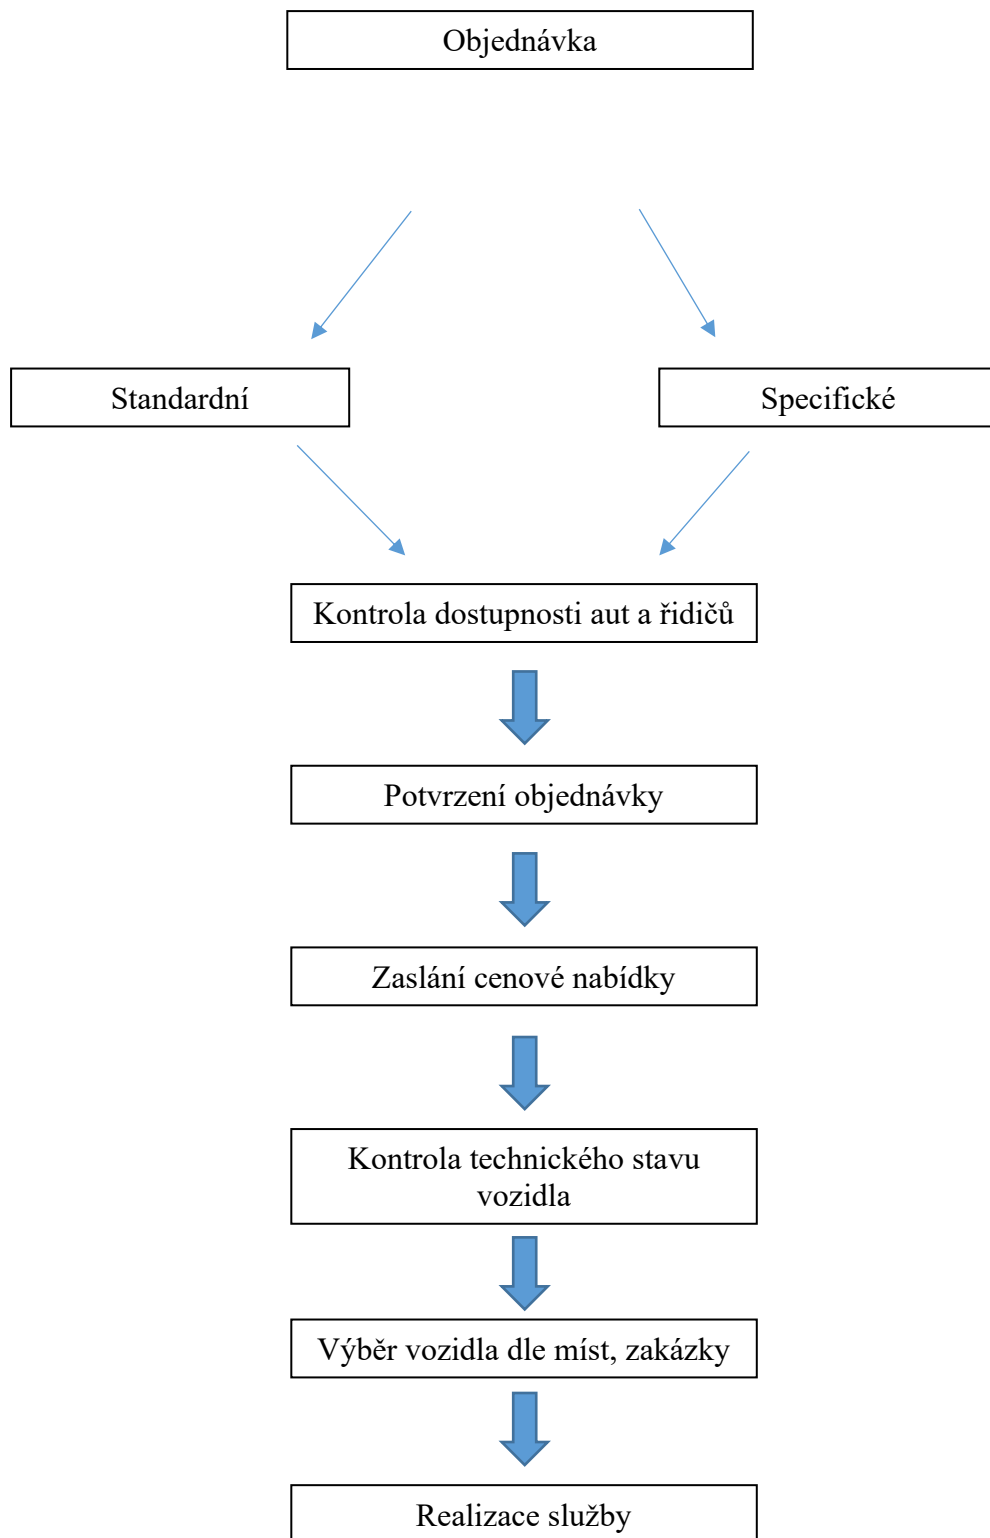 Objednávka
Standardní
Specifické
Kontrola dostupnosti aut a řidičů
Potvrzení objednávky
Zaslání cenové nabídky
Kontrola technického stavu
vozidla
Výběr vozidla dle míst, zakázky
Realizace služby